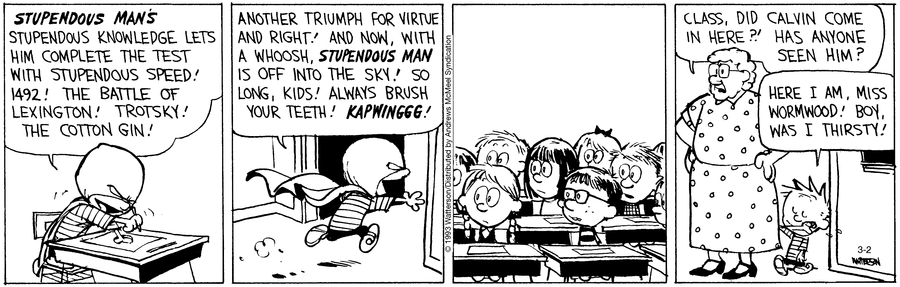 STUPENDOUS MAN'S
STUPENDOUS KNOWLEDGE LETS
HIM COMPLETE THE TEST
WITH STUPENDOUS SPEED!
1492! THE BATTLE OF
LEXINGTON! TROTSKY!
THE COTTON GIN!
ANOTHER TRIUMPH FOR VIRTUE
AND RIGHT! AND NOW, WITH
A WHOOSH, STUPENDOUS MAN
IS OFF INTO THE SKY! SO
LONG, KIDS! ALWAYS BRUSH
YOUR TEETH! KAPWINGGG!
© 1993 Watterson/Distributed by Andrews McMeel Syndication
CLASS, DID CALVIN COME
IN HERE?! HAS ANYONE
SEEN HIM?
HERE I AM, MISS
WORMWOOD! BOY,
WAS I THIRSTY!
3-2
WATTERSON